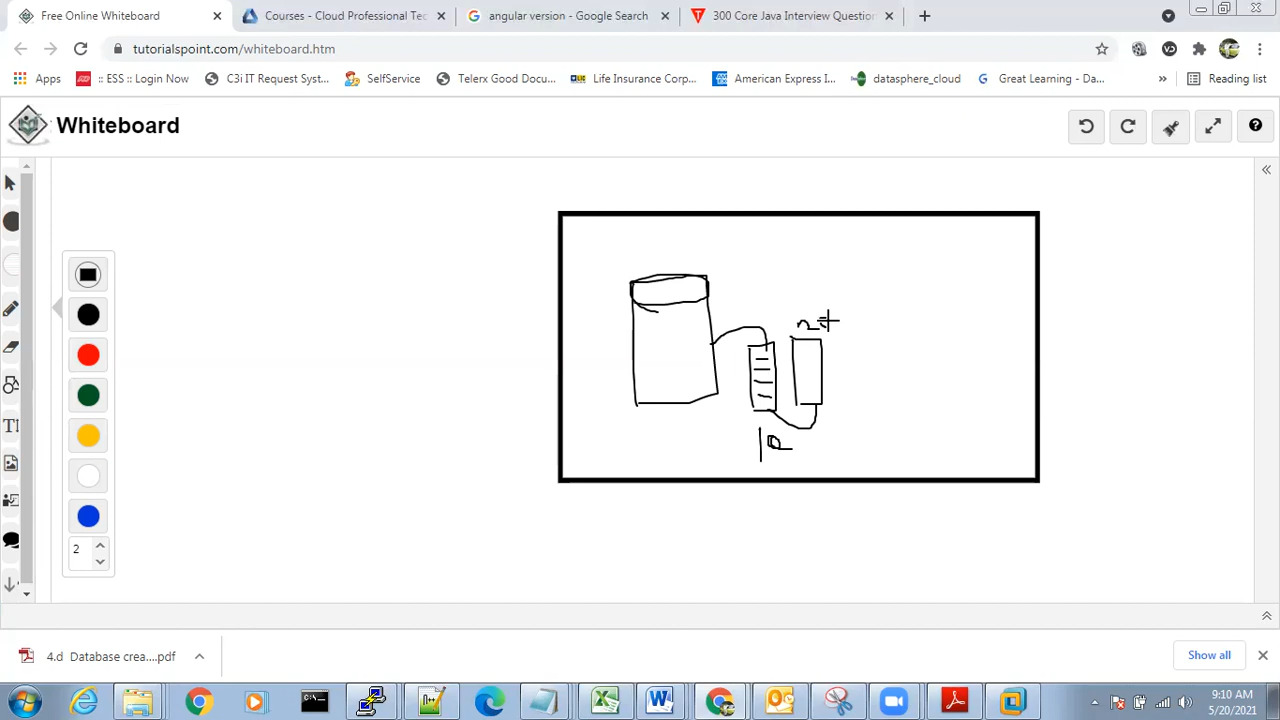 Free Online Whiteboard
Courses - Cloud Professional Te
angular version - Google Search
300 Core Java Interview Question
tutorialspoint.com/whiteboard.htm
Apps
:: ESS :: Login Now
C3i IT Request Syst...
SelfService
Telerx Good Docu...
Life Insurance Corp...
American Express I...
datasphere_cloud
Great Learning - Da...
»
Reading list
Whiteboard
T
2
4.d Database crea....pdf
Show all
9:10 AM
5/20/2021